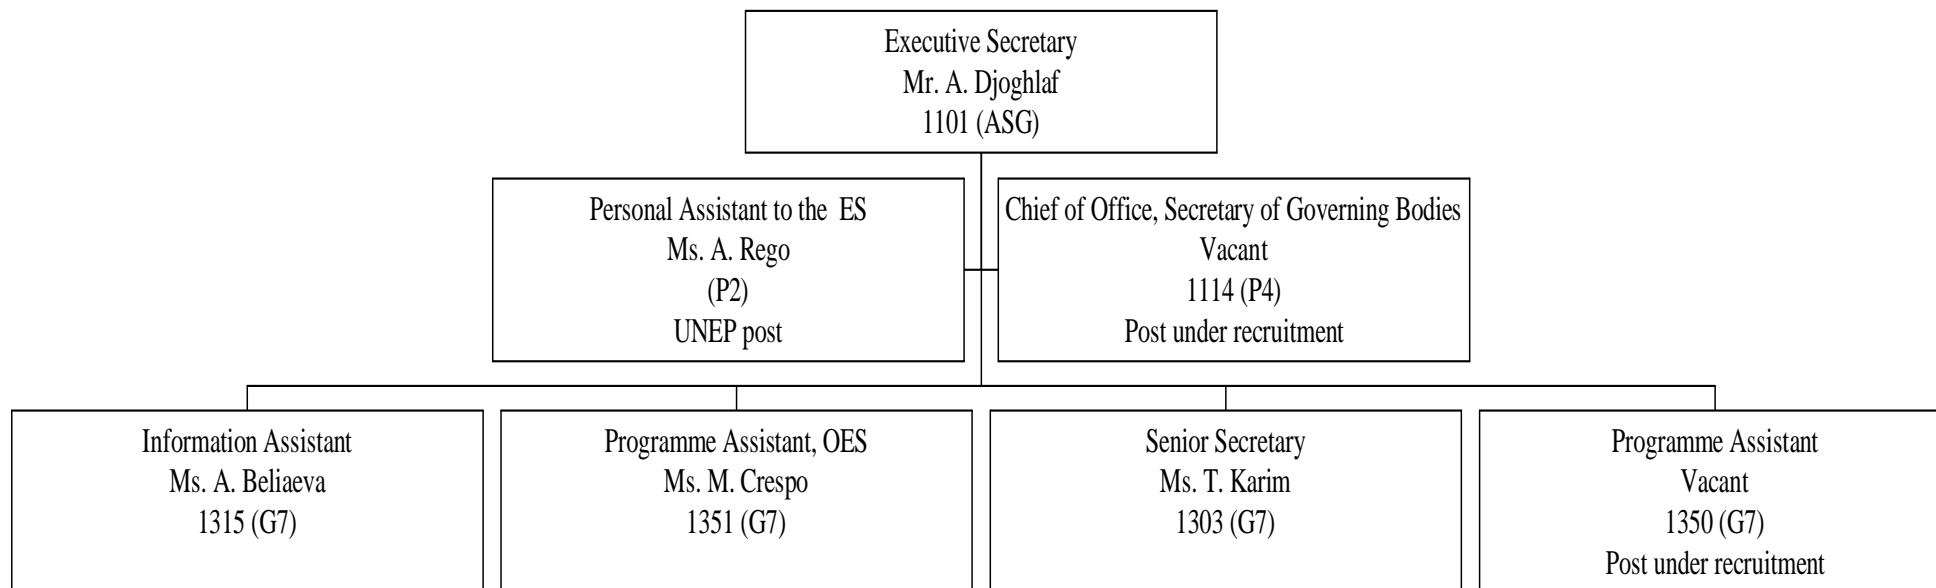 Executive Secretary
Mr. A. Djoghlaf
1101 (ASG)
Personal Assistant to the  ES
Ms. A. Rego
(P2)
UNEP post
Chief of Office, Secretary of Governing Bodies
Vacant
1114 (P4)
Post under recruitment
Information Assistant
Ms. A. Beliaeva
1315 (G7)
Programme Assistant, OES
Ms. M. Crespo
1351 (G7)
Senior Secretary
Ms. T. Karim
1303 (G7)
Programme Assistant
Vacant
1350 (G7)
Post under recruitment